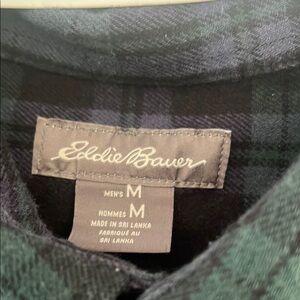 Eddie Bauer
MEN'S M
HOMMES M
MADE IN SRI LANKA
FABRIQUÉ AU
SRI LANKA